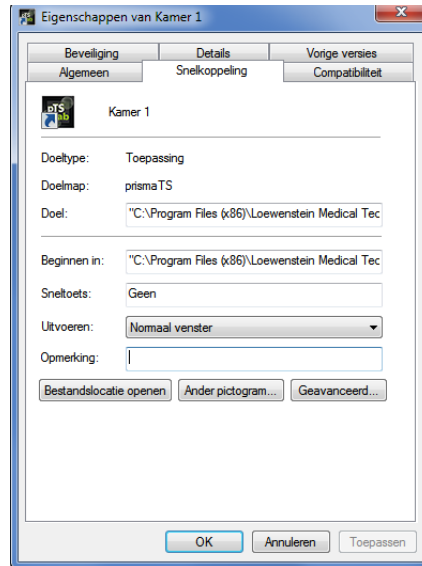 Eigenschappen van Kamer 1
x
Beveiliging Details Vorige versies
Algemeen Snelkoppeling Compatibiliteit
pTS
ab
Kamer 1
Doeltype: Toepassing
Doelmap: prismaTS
Doel: "C:\Program Files (x86)\Loewenstein Medical Tec
Beginnen in: "C:\Program Files (x86)\Loewenstein Medical Tec
Sneltoets: Geen
Uitvoeren: Normaal venster
Opmerking:
Bestandslocatie openen Ander pictogram... Geavanceerd...
OK Annuleren Toepassen